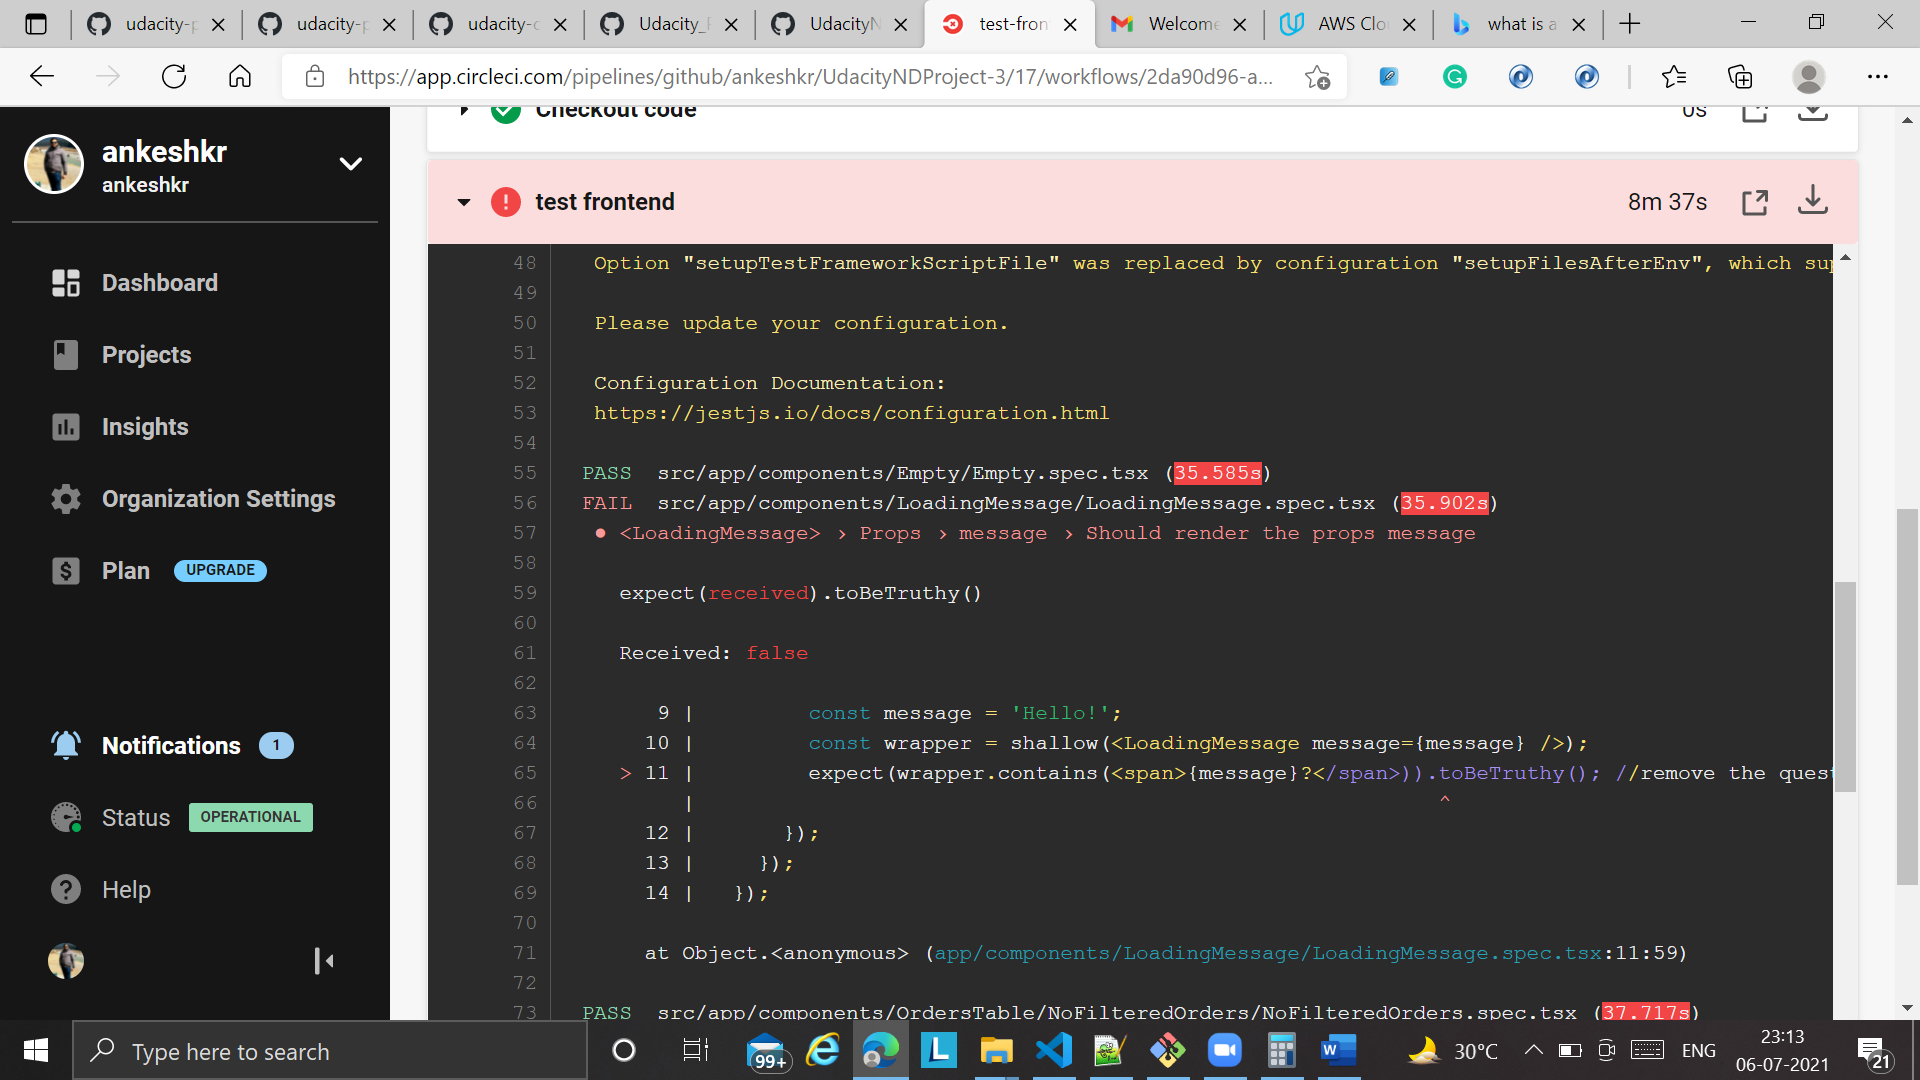 udacity-p
udacity-p
udacity-c
Udacity_
UdacityN
test-fron
Welcome
AWS Clo
what is a
https://app.circleci.com/pipelines/github/ankeshkr/UdacityNDProject-3/17/workflows/2da90d96-a...
ankeshkr
ankeshkr
Dashboard
Projects
Insights
Organization Settings
Plan UPGRADE
Notifications 1
Status OPERATIONAL
Help
Checkout code 0s
test frontend 8m 37s
48 Option "setupTestFrameworkScriptFile" was replaced by configuration "setupFilesAfterEnv", which sup
49
50 Please update your configuration.
51
52 Configuration Documentation:
53 https://jestjs.io/docs/configuration.html
54
55 PASS src/app/components/Empty/Empty.spec.tsx (35.585s)
56 FAIL src/app/components/LoadingMessage/LoadingMessage.spec.tsx (35.902s)
57 ● <LoadingMessage> › Props › message › Should render the props message
58
59 expect(received).toBeTruthy()
60
61 Received: false
62
63 9 | const message = 'Hello!';
64 10 | const wrapper = shallow(<LoadingMessage message={message} />);
65 > 11 | expect(wrapper.contains(<span>{message}?</span>)).toBeTruthy(); //remove the quest
66 | ^
67 12 | });
68 13 | });
69 14 | });
70
71 at Object.<anonymous> (app/components/LoadingMessage/LoadingMessage.spec.tsx:11:59)
72
73 PASS src/app/components/OrdersTable/NoFilteredOrders/NoFilteredOrders.spec.tsx (37.717s)
Type here to search
99+
30°C
ENG
23:13
06-07-2021
21